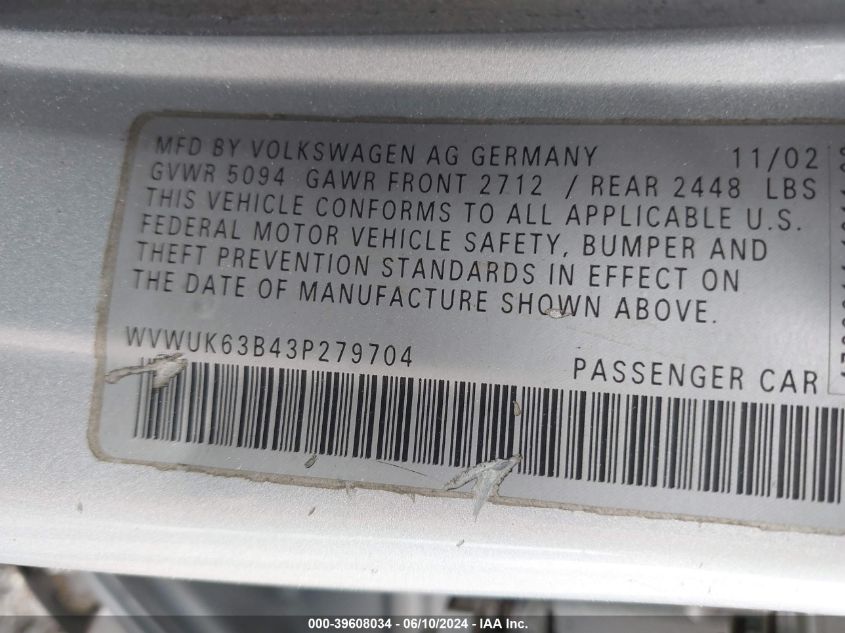 MFD BY VOLKSWAGEN AG GERMANY 11/02
GVWR 5094 GAWR FRONT 2712 / REAR 2448 LBS
THIS VEHICLE CONFORMS TO ALL APPLICABLE U.S.
FEDERAL MOTOR VEHICLE SAFETY, BUMPER AND
THEFT PREVENTION STANDARDS IN EFFECT ON
THE DATE OF MANUFACTURE SHOWN ABOVE.
WVWUK63B43P279704 PASSENGER CAR
000-39608034 - 06/10/2024 - IAA Inc.